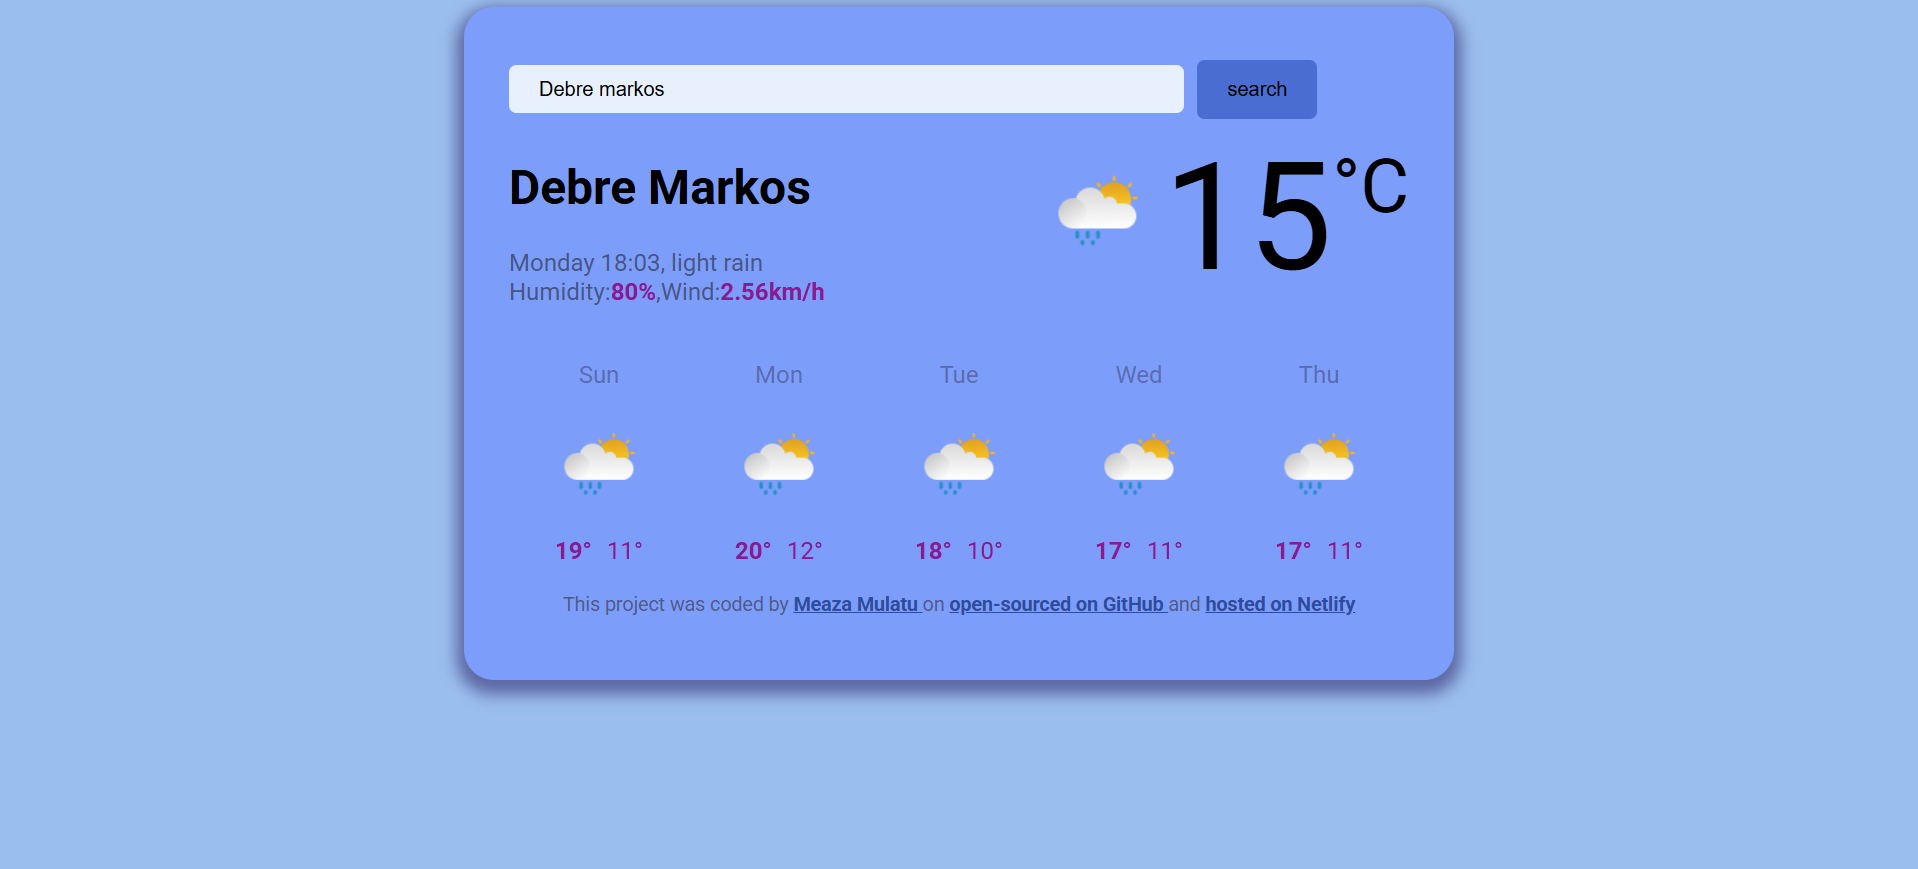 Debre markos
search
Debre Markos
15°C
Monday 18:03, light rain
Humidity:80%,Wind:2.56km/h
Sun Mon Tue Wed Thu
19° 11° 20° 12° 18° 10° 17° 11° 17° 11°
This project was coded by Meaza Mulatu on open-sourced on GitHub and hosted on Netlify